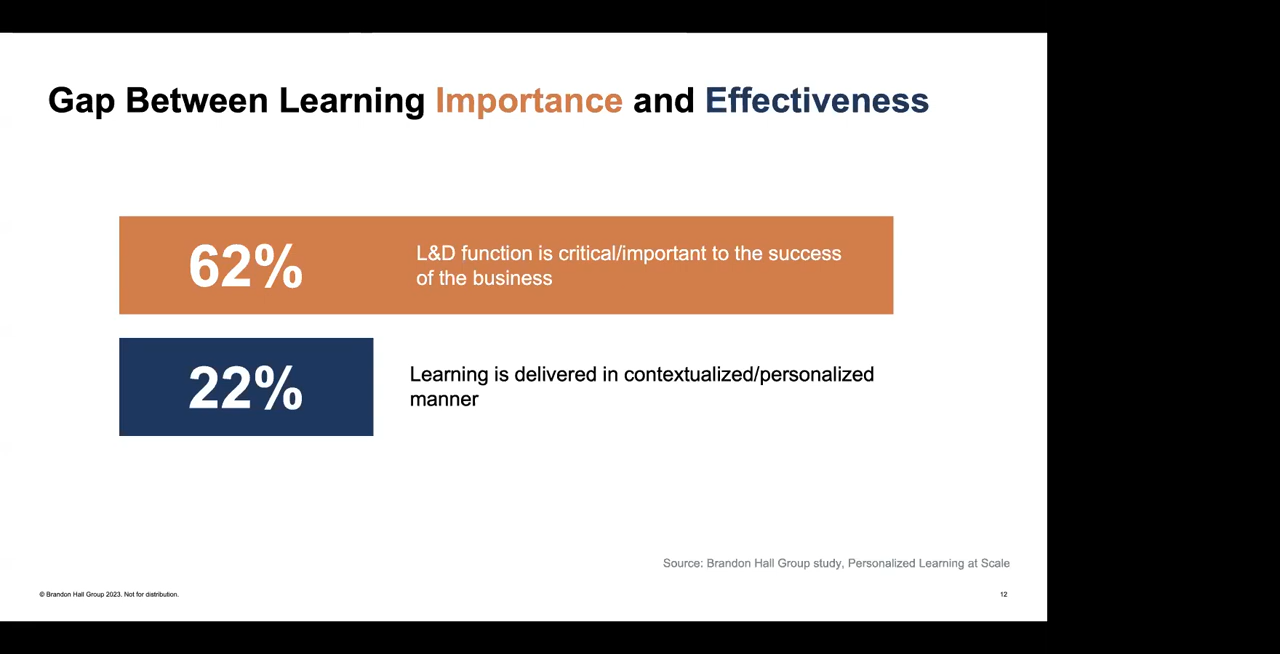 Gap Between Learning Importance and Effectiveness
62%
L&D function is critical/important to the success
of the business
22%
Learning is delivered in contextualized/personalized
manner
Source: Brandon Hall Group study, Personalized Learning at Scale
© Brandon Hall Group 2023. Not for distribution.
12